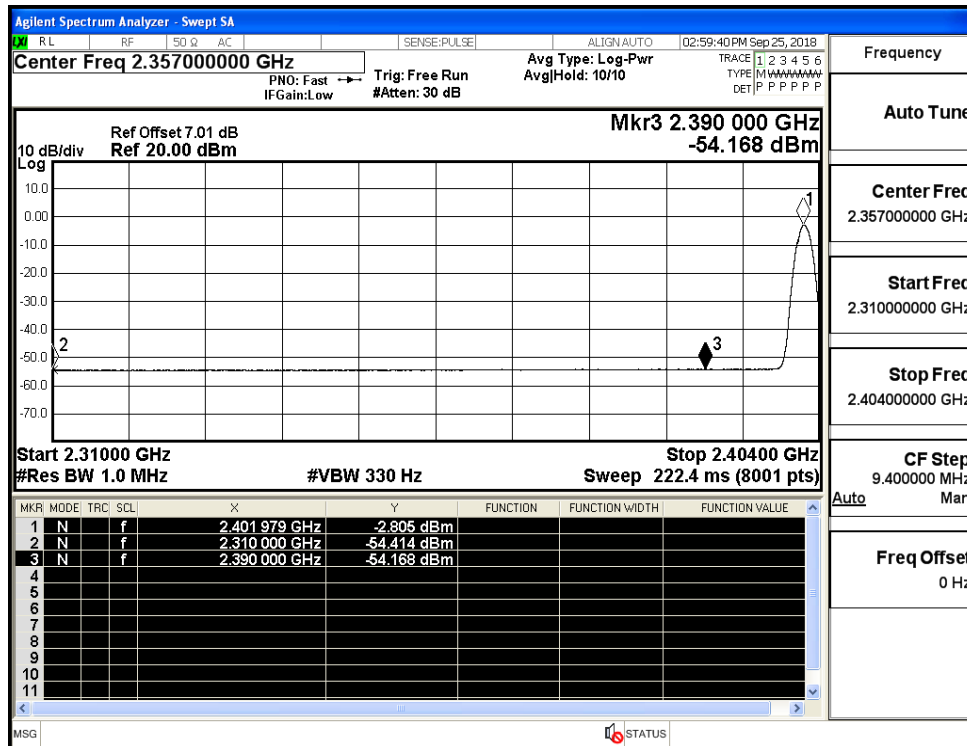 Agilent Spectrum Analyzer - Swept SA
LXI RL RF 50 Ω AC SENSE:PULSE ALIGN AUTO 02:59:40 PM Sep 25, 2018
Center Freq 2.357000000 GHz
PNO: Fast
IFGain:Low
Trig: Free Run
#Atten: 30 dB
Avg Type: Log-Pwr
Avg|Hold: 10/10
TRACE 1 2 3 4 5 6
TYPE M W W W W W
DET P P P P P P
Ref Offset 7.01 dB
10 dB/div Ref 20.00 dBm
Log
Mkr3 2.390 000 GHz
-54.168 dBm
10.0
0.00
-10.0
-20.0
-30.0
-40.0
-50.0
-60.0
-70.0
1
2
3
Start 2.31000 GHz Stop 2.40400 GHz
#Res BW 1.0 MHz #VBW 330 Hz Sweep 222.4 ms (8001 pts)
MKR MODE TRC SCL X Y FUNCTION FUNCTION WIDTH FUNCTION VALUE
1 N f 2.401 979 GHz -2.805 dBm
2 N f 2.310 000 GHz -54.414 dBm
3 N f 2.390 000 GHz -54.168 dBm
4
5
6
7
8
9
10
11
MSG STATUS
Frequency
Auto Tune
Center Freq
2.357000000 GHz
Start Freq
2.310000000 GHz
Stop Freq
2.404000000 GHz
CF Step
9.400000 MHz
Auto Man
Freq Offset
0 Hz